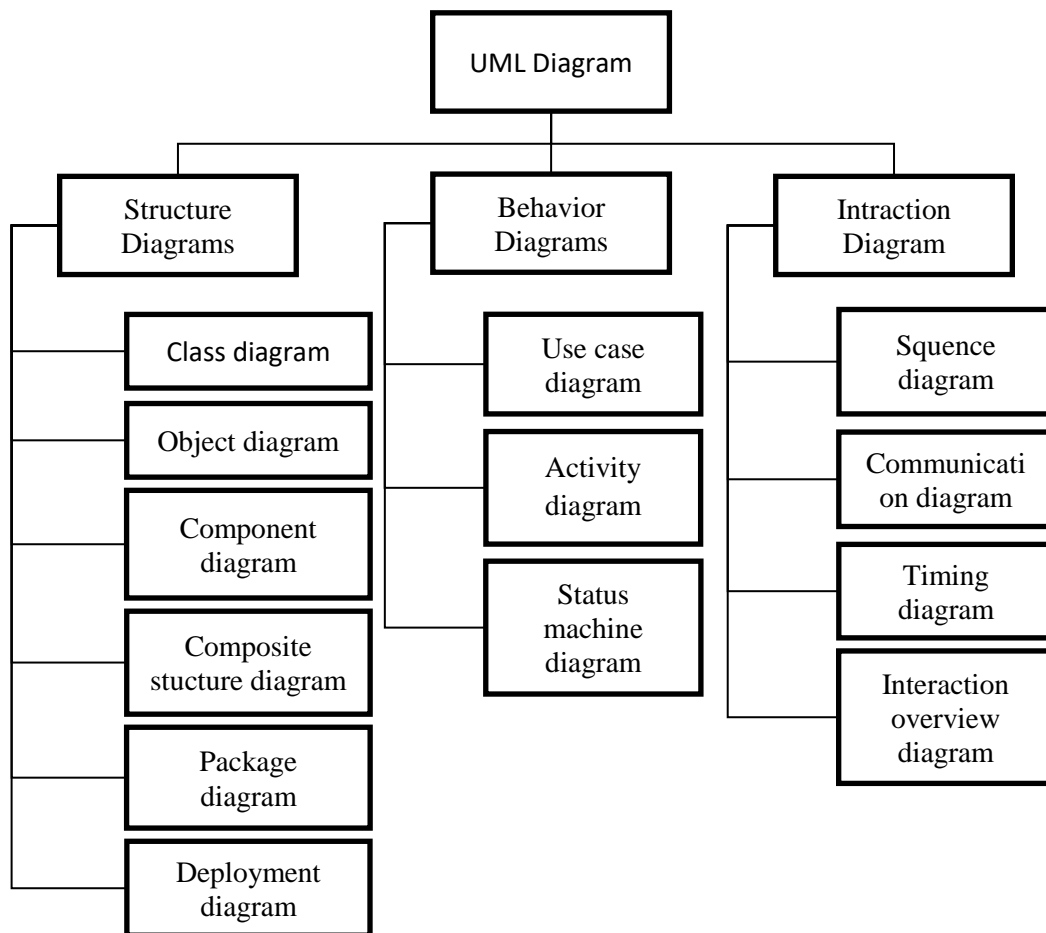 UML Diagram
Structure
Diagrams
Behavior
Diagrams
Intraction
Diagram
Class diagram
Object diagram
Component
diagram
Composite
stucture diagram
Package
diagram
Deployment
diagram
Use case
diagram
Activity
diagram
Status
machine
diagram
Squence
diagram
Communicati
on diagram
Timing
diagram
Interaction
overview
diagram